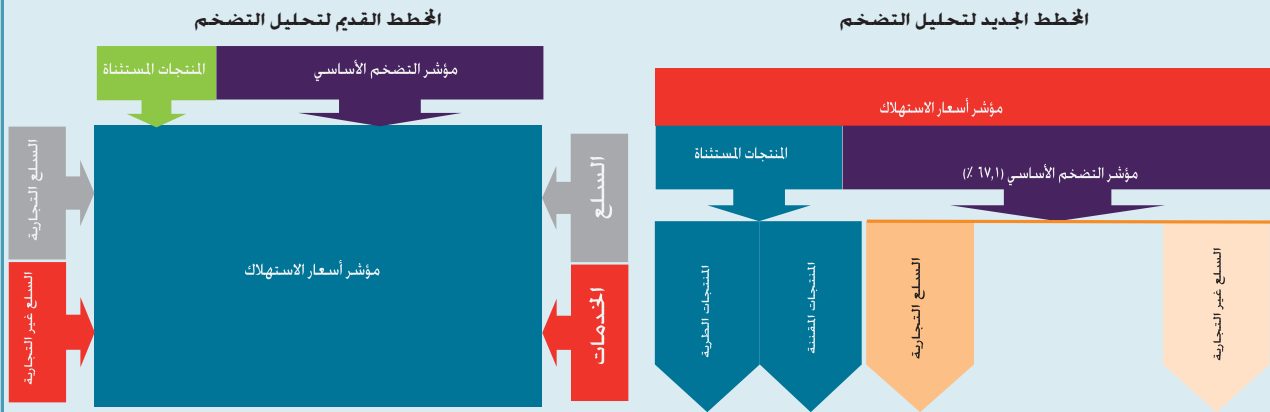 المخطط الجديد لتحليل التضخم
مؤشر أسعار الاستهلاك
مؤشر التضخم الأساسي (٦٧,١ ٪)
المنتجات المستثناة
السلع غير التجارية
السلع التجارية
المنتجات المقننة
المنتجات الطرية
المخطط القديم لتحليل التضخم
مؤشر التضخم الأساسي
المنتجات المستثناة
السلع
الخدمات
مؤشر أسعار الاستهلاك
السلع التجارية
السلع غير التجارية